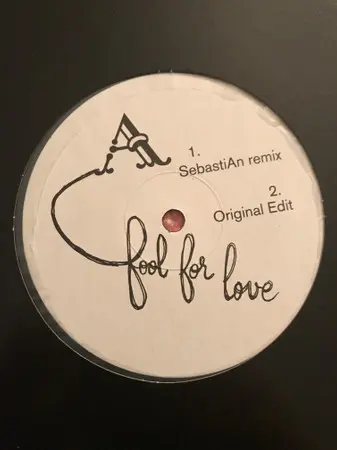 A
1.
SebastiAn remix
2.
Original Edit
fool for love